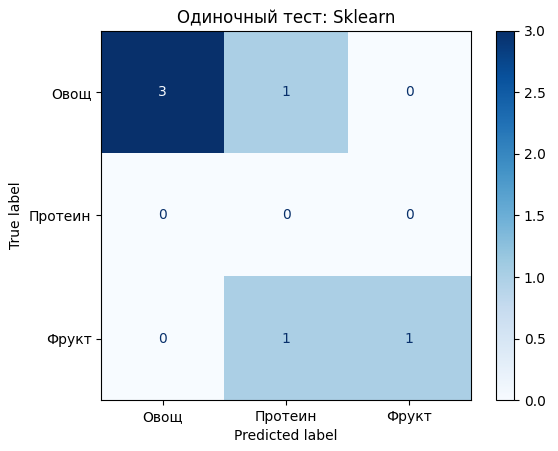 Одиночный тест: Sklearn
3.0
Овощ 3 1 0
2.5
2.0
True label
Протеин 0 0 0
1.5
1.0
Фрукт 0 1 1
0.5
0.0
Овощ Протеин Фрукт
Predicted label